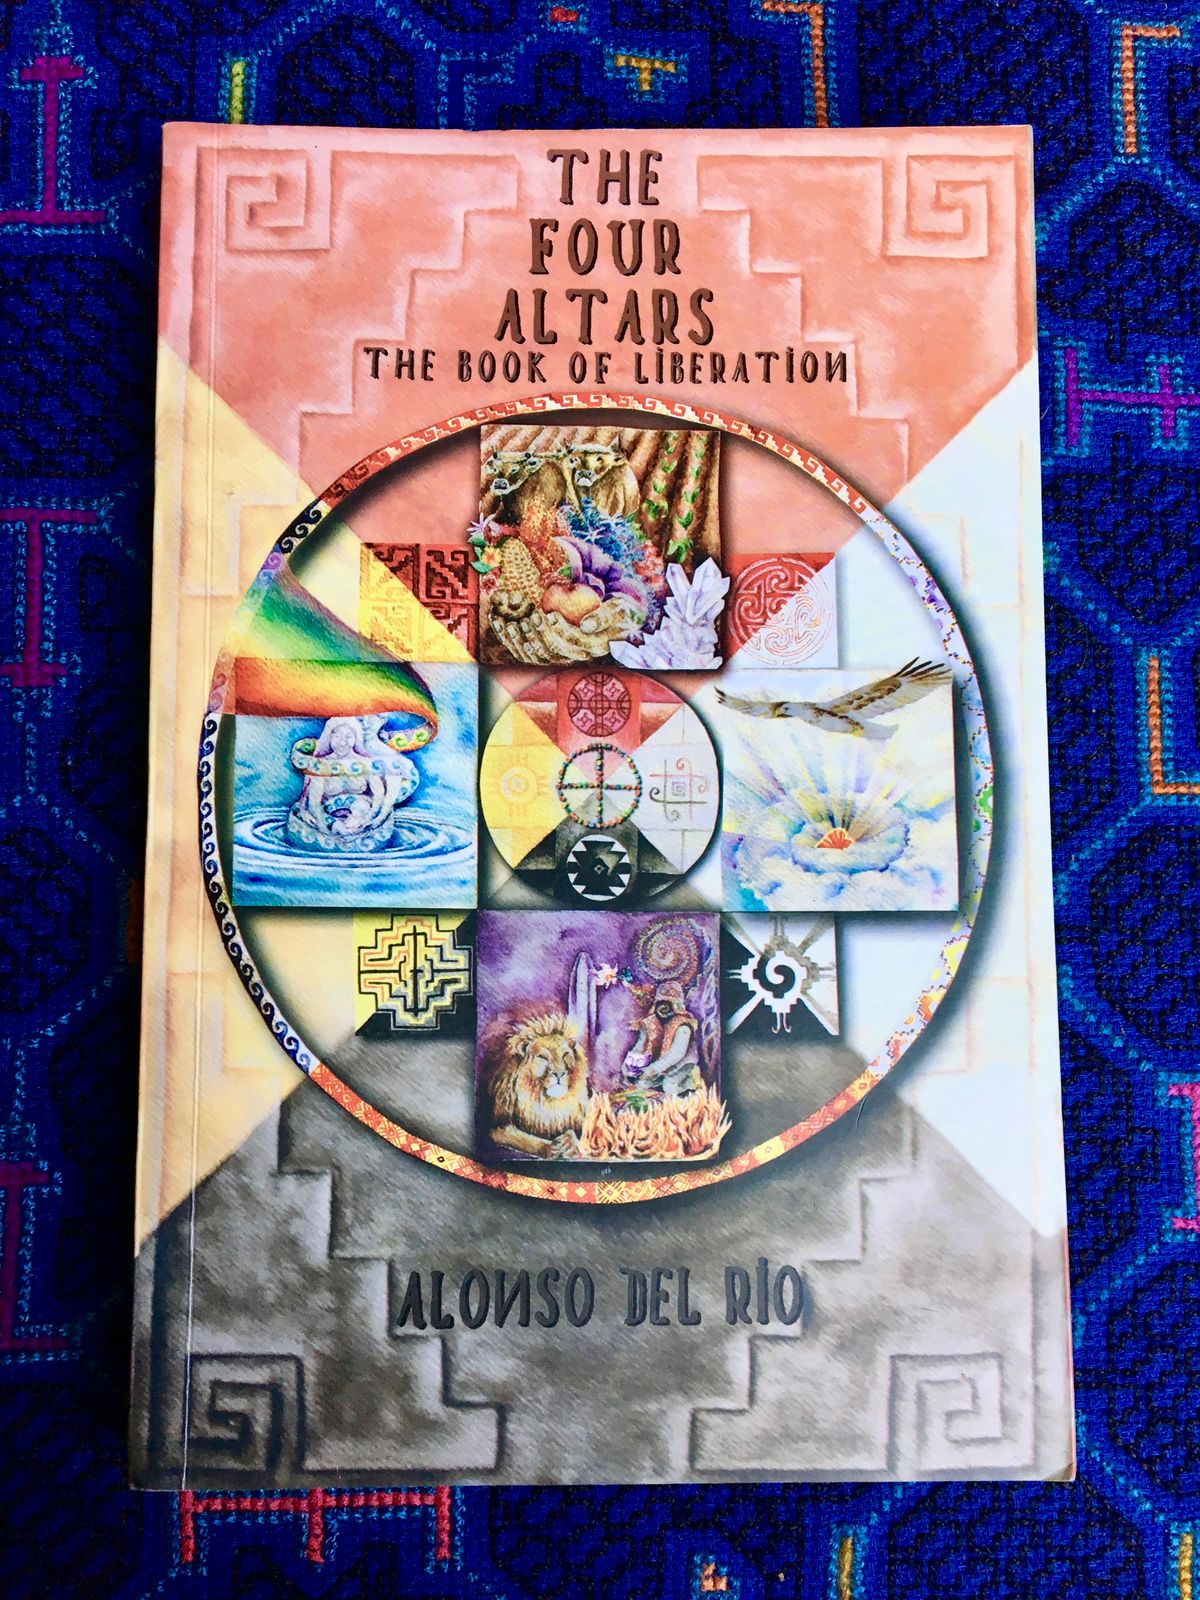 THE
FOUR
ALTARS
THE BOOK OF LIBERATION
ALONSO DEL RIO